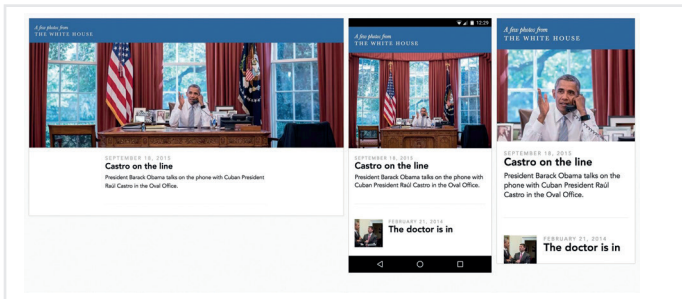 A few photos from
THE WHITE HOUSE
SEPTEMBER 18, 2015
Castro on the line
President Barack Obama talks on the phone with Cuban President
Raúl Castro in the Oval Office.
12:29
A few photos from
THE WHITE HOUSE
SEPTEMBER 18, 2015
Castro on the line
President Barack Obama talks on the phone with
Cuban President Raúl Castro in the Oval Office.
FEBRUARY 21, 2014
The doctor is in
A few photos from
THE WHITE HOUSE
SEPTEMBER 18, 2015
Castro on the line
President Barack Obama talks on the
phone with Cuban President Raúl
Castro in the Oval Office.
FEBRUARY 21, 2014
The doctor is in